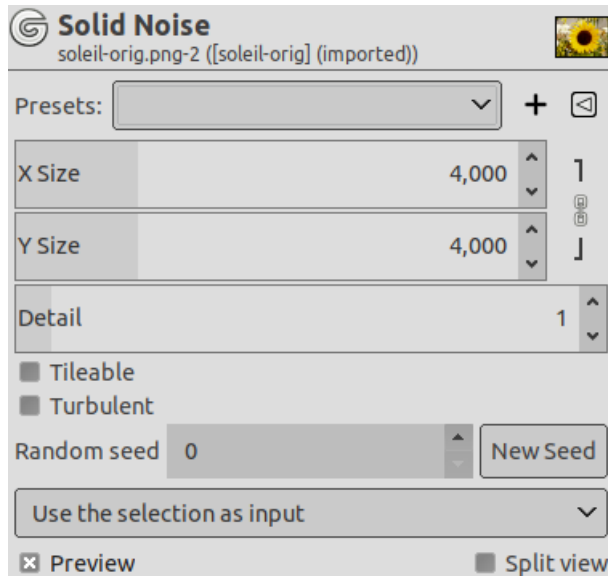 Solid Noise
soleil-orig.png-2 ([soleil-orig] (imported))
Presets:
X Size 4,000
Y Size 4,000
Detail 1
Tileable
Turbulent
Random seed 0 New Seed
Use the selection as input
Preview Split view